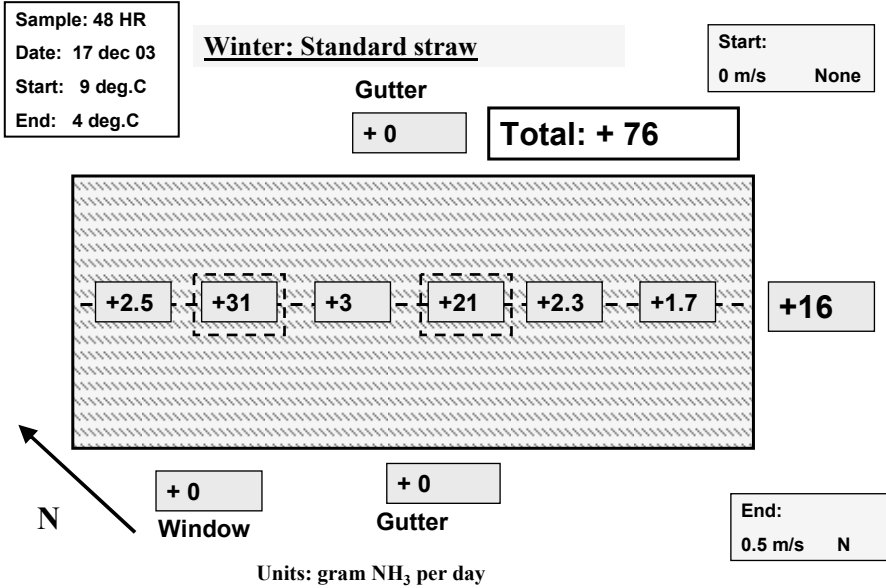 Sample: 48 HR
Date: 17 dec 03
Start: 9 deg.C
End: 4 deg.C
Winter: Standard straw
Start:
0 m/s None
Gutter
+ 0
Total: + 76
+2.5 +31 +3 +21 +2.3 +1.7 +16
+ 0
Window
+ 0
Gutter
N
End:
0.5 m/s N
Units: gram NH₃ per day